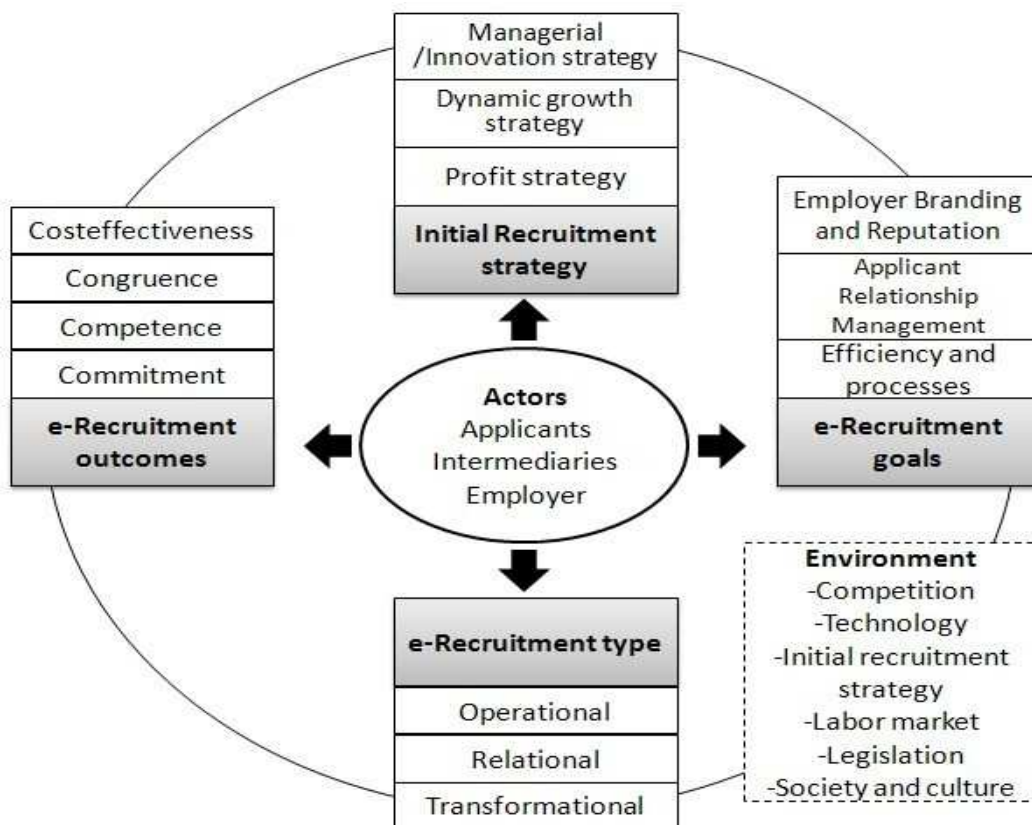 Managerial
/Innovation strategy
Dynamic growth
strategy
Profit strategy
Initial Recruitment
strategy
Costeffectiveness
Congruence
Competence
Commitment
e-Recruitment
outcomes
Actors
Applicants
Intermediaries
Employer
Employer Branding
and Reputation
Applicant
Relationship
Management
Efficiency and
processes
e-Recruitment
goals
e-Recruitment type
Operational
Relational
Transformational
Environment
-Competition
-Technology
-Initial recruitment
strategy
-Labor market
-Legislation
-Society and culture